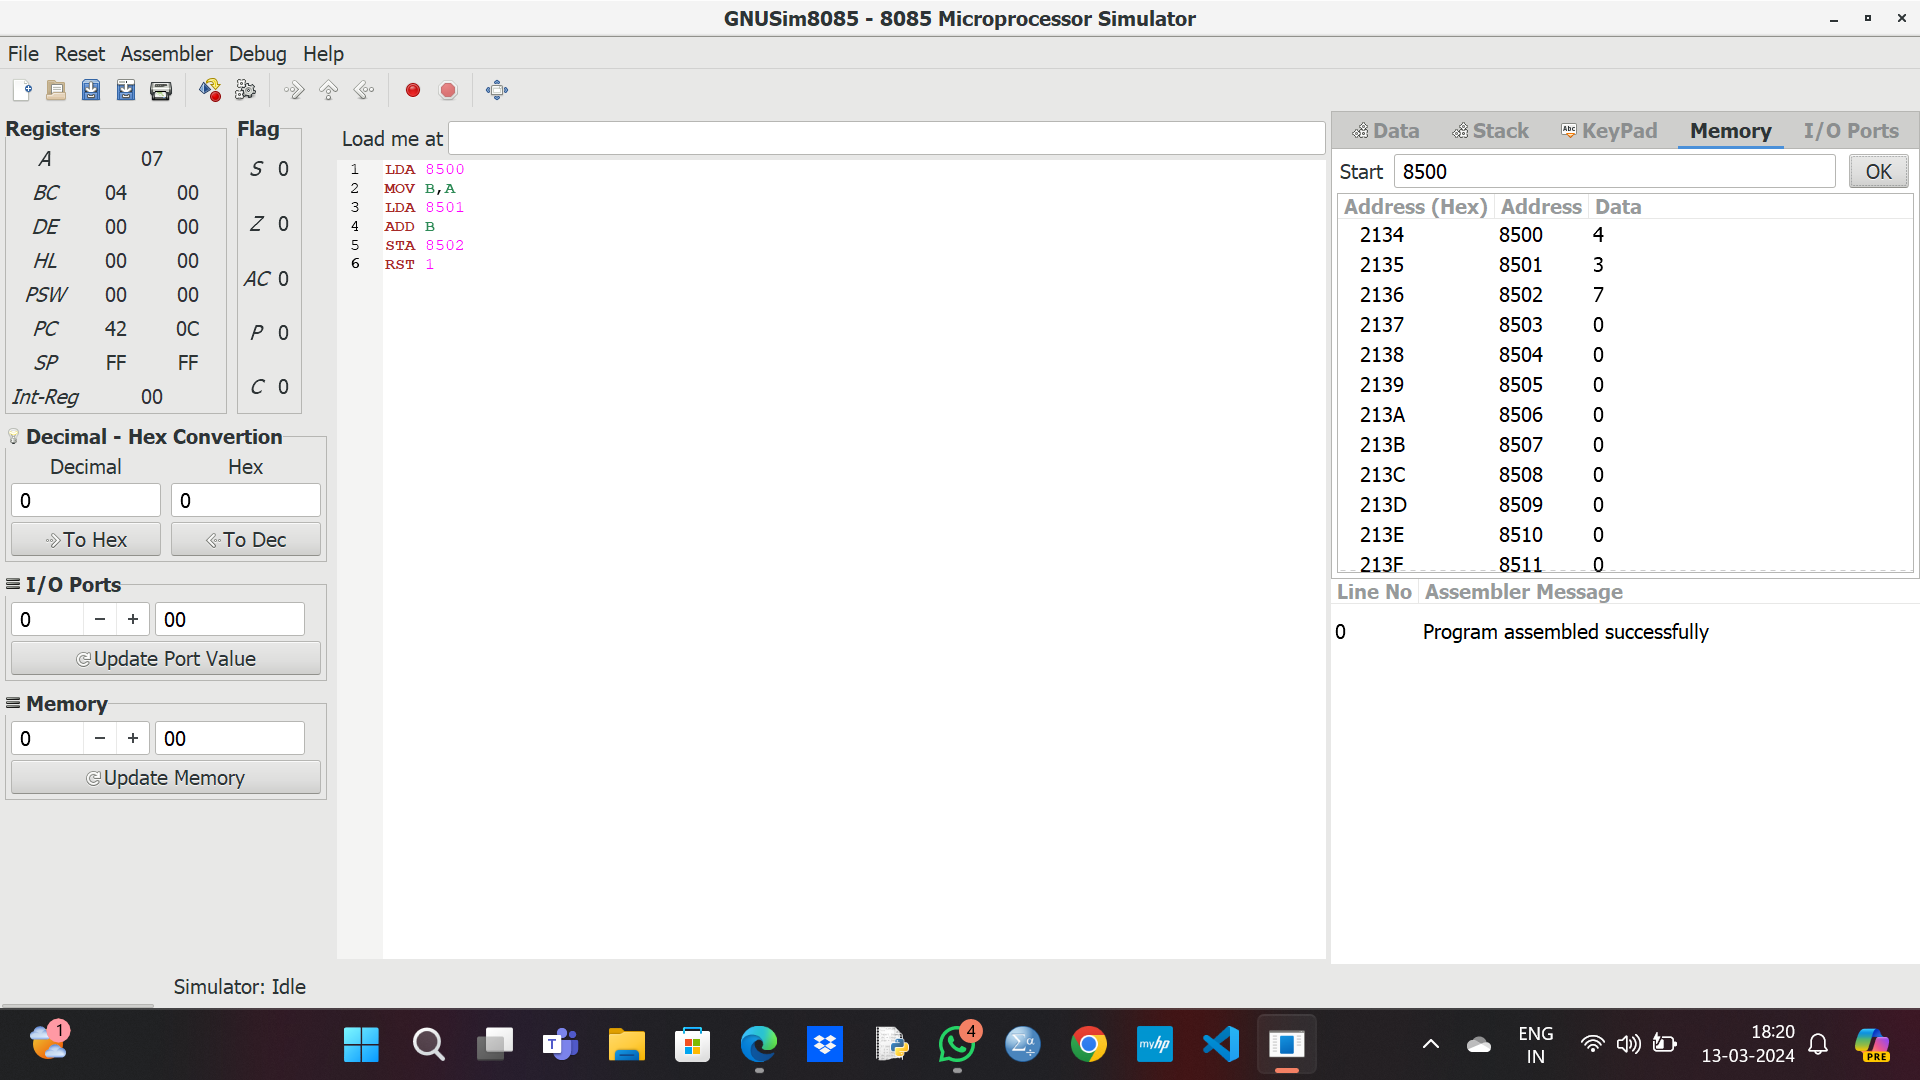 GNUSim8085 - 8085 Microprocessor Simulator
File Reset Assembler Debug Help
Registers
A 07
BC 04 00
DE 00 00
HL 00 00
PSW 00 00
PC 42 0C
SP FF FF
Int-Reg 00
Flag
S 0
Z 0
AC 0
P 0
C 0
Decimal - Hex Convertion
Decimal Hex
0 0
To Hex To Dec
I/O Ports
0 − + 00
Update Port Value
Memory
0 − + 00
Update Memory
Simulator: Idle
Load me at
1 LDA 8500
2 MOV B,A
3 LDA 8501
4 ADD B
5 STA 8502
6 RST 1
Data Stack Abc KeyPad Memory I/O Ports
Start 8500 OK
Address (Hex) Address Data
2134 8500 4
2135 8501 3
2136 8502 7
2137 8503 0
2138 8504 0
2139 8505 0
213A 8506 0
213B 8507 0
213C 8508 0
213D 8509 0
213E 8510 0
213F 8511 0
Line No Assembler Message
0 Program assembled successfully
1
T
4
Σα
myhp
ENG
IN
18:20
13-03-2024
PRE